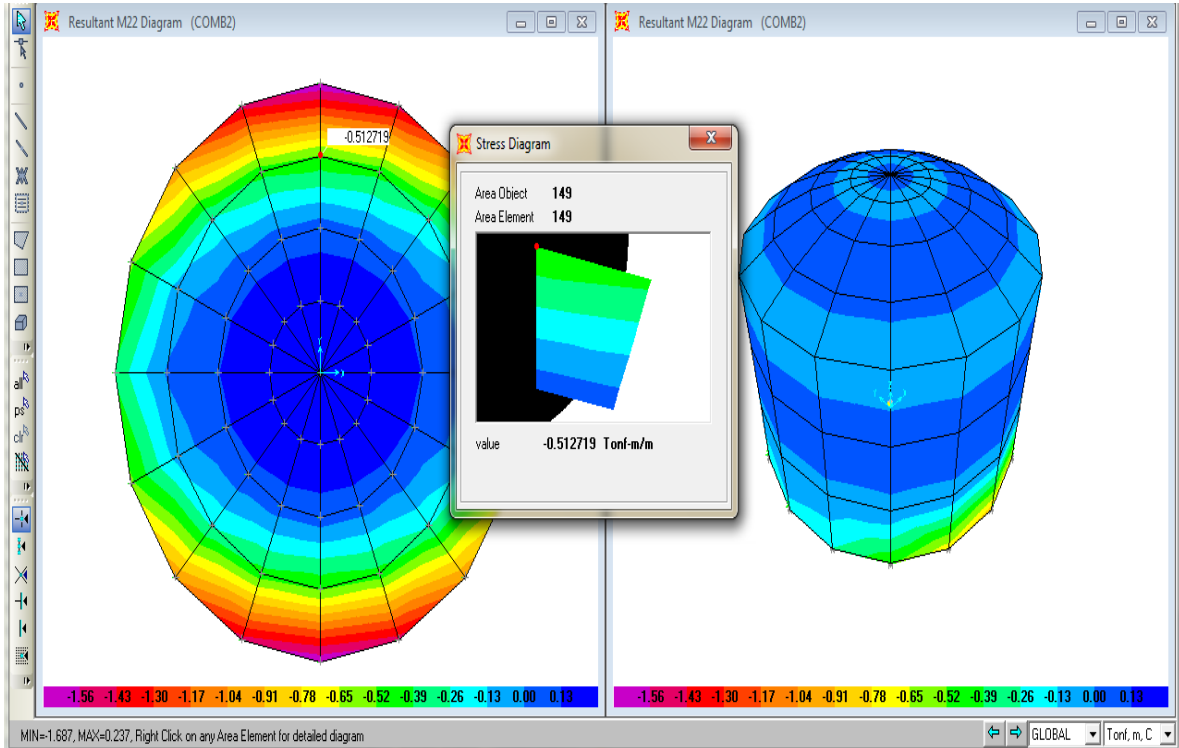 Resultant M22 Diagram (COMB2)
Resultant M22 Diagram (COMB2)
-0.512719
Stress Diagram
Area Object 149
Area Element 149
value -0.512719 Tonf-m/m
all
ps
clr
-1.56 -1.43 -1.30 -1.17 -1.04 -0.91 -0.78 -0.65 -0.52 -0.39 -0.26 -0.13 0.00 0.13
-1.56 -1.43 -1.30 -1.17 -1.04 -0.91 -0.78 -0.65 -0.52 -0.39 -0.26 -0.13 0.00 0.13
MIN=-1.687, MAX=0.237, Right Click on any Area Element for detailed diagram
GLOBAL
Tonf, m, C